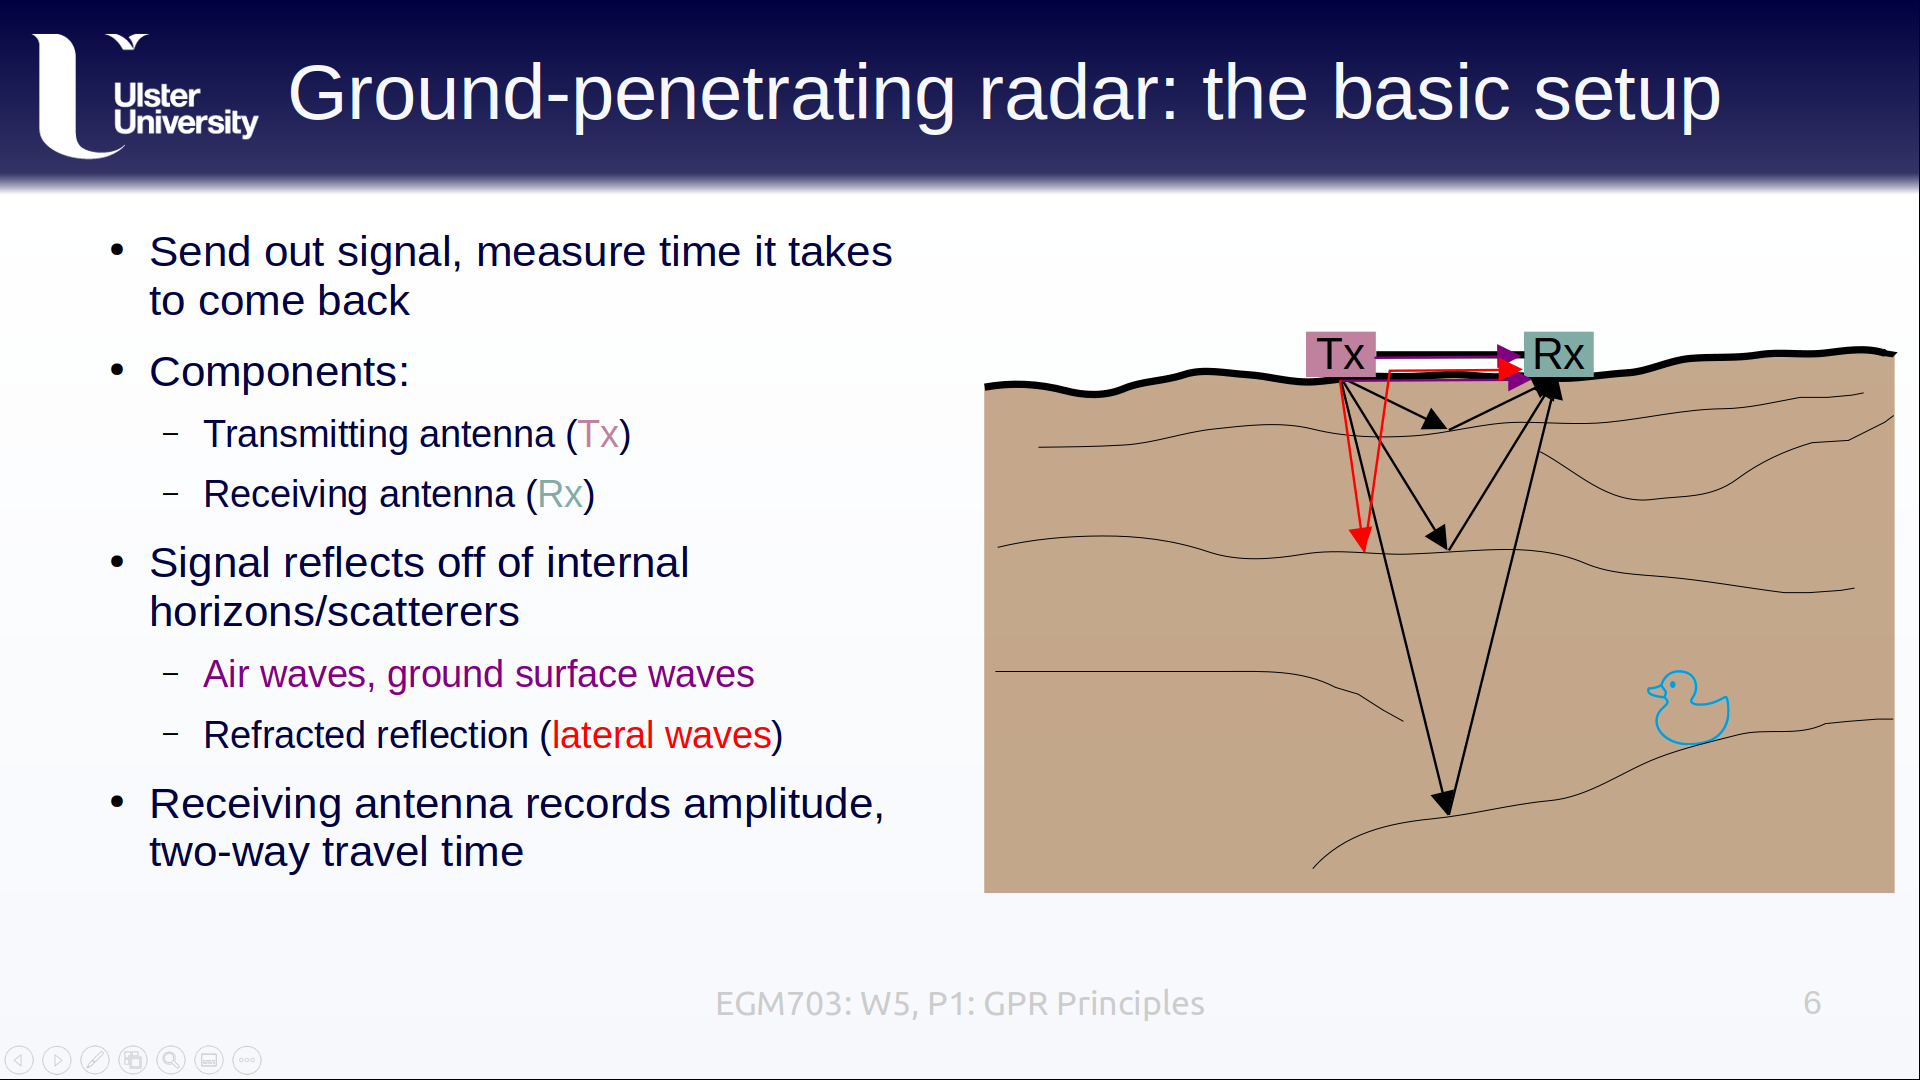 Ulster
University
Ground-penetrating radar: the basic setup
• Send out signal, measure time it takes
to come back
• Components:
– Transmitting antenna (Tx)
– Receiving antenna (Rx)
• Signal reflects off of internal
horizons/scatterers
– Air waves, ground surface waves
– Refracted reflection (lateral waves)
• Receiving antenna records amplitude,
two-way travel time
Tx
Rx
EGM703: W5, P1: GPR Principles
6